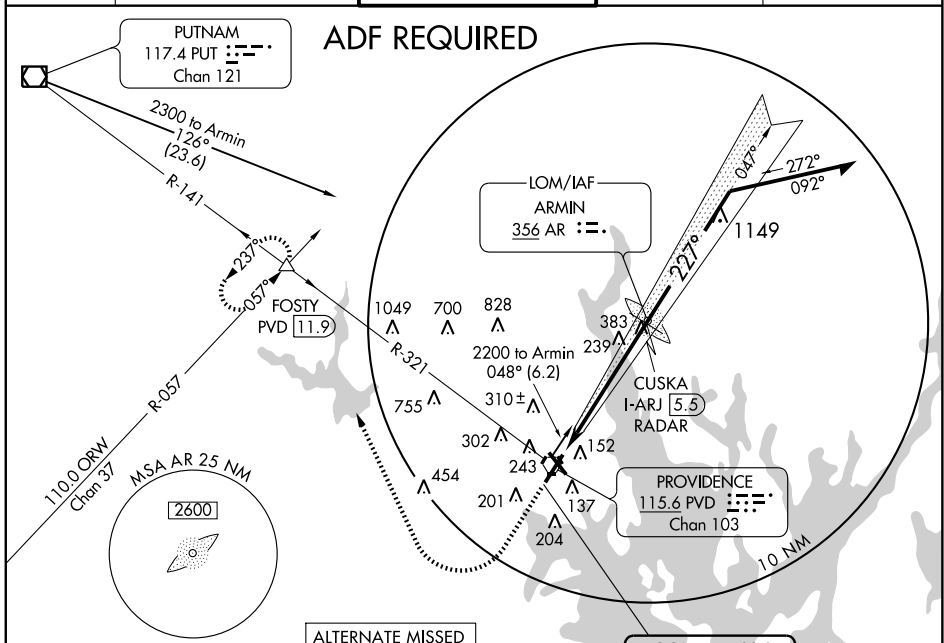 ADF REQUIRED
PUTNAM
117.4 PUT
Chan 121
2300 to Armin
126°
(23.6)
R-141
LOM/IAF
ARMIN
356 AR
047°
272°
092°
1149
227°
237°
057°
FOSTY
PVD 11.9
1049
700
828
383
239
R-321
2200 to Armin
048° (6.2)
CUSKA
I-ARJ 5.5
RADAR
310±
755
R-057
302
243
152
110.0 ORW
Chan 37
454
201
137
204
PROVIDENCE
115.6 PVD
Chan 103
MSA AR 25 NM
2600
10 NM
ALTERNATE MISSED